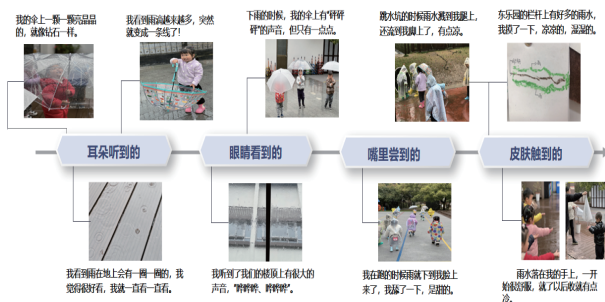 我的伞上一颗一颗亮晶晶
的，就像钻石一样。
我看到雨滴越来越多，突然
就变成一条线了！
下雨的时候，我的伞上有“砰砰
砰”的声音，但只有一点点。
跳水坑的时候雨水溅到我腿上，
还流到我脚上了，有点凉。
东乐园的栏杆上有好多的雨水，
我摸了一下，凉凉的，湿湿的。
耳朵听到的
眼睛看到的
嘴里尝到的
皮肤触到的
我看到雨在地上会有一圈一圈的，我
觉得很好看，我就一直看一直看。
我听到了我们的楼顶上有很大的
声音，“砰砰砰、砰砰砰”。
我在跑的时候雨就下到我脸上
来了，我舔了一下，是甜的。
雨水落在我的手上，一开
始很舒服，就了以后就有点
冷。